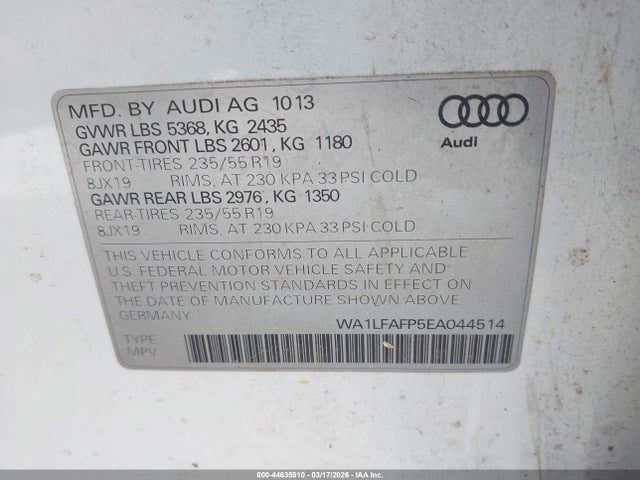 MFD. BY AUDI AG 10 13
GVWR LBS 5368, KG 2435
GAWR FRONT LBS 2601, KG 1180
FRONT-TIRES 235/55 R19
8JX19 RIMS, AT 230 KPA 33 PSI COLD
GAWR REAR LBS 2976, KG 1350
REAR-TIRES 235/55 R19
8JX19 RIMS, AT 230 KPA 33 PSI COLD
Audi
THIS VEHICLE CONFORMS TO ALL APPLICABLE
U.S. FEDERAL MOTOR VEHICLE SAFETY AND
THEFT PREVENTION STANDARDS IN EFFECT ON
THE DATE OF MANUFACTURE SHOWN ABOVE.
GERMANY
WA1LFAFP5EA044514
TYPE
MPV
000-44635910 - 03/17/2026 - IAA Inc.